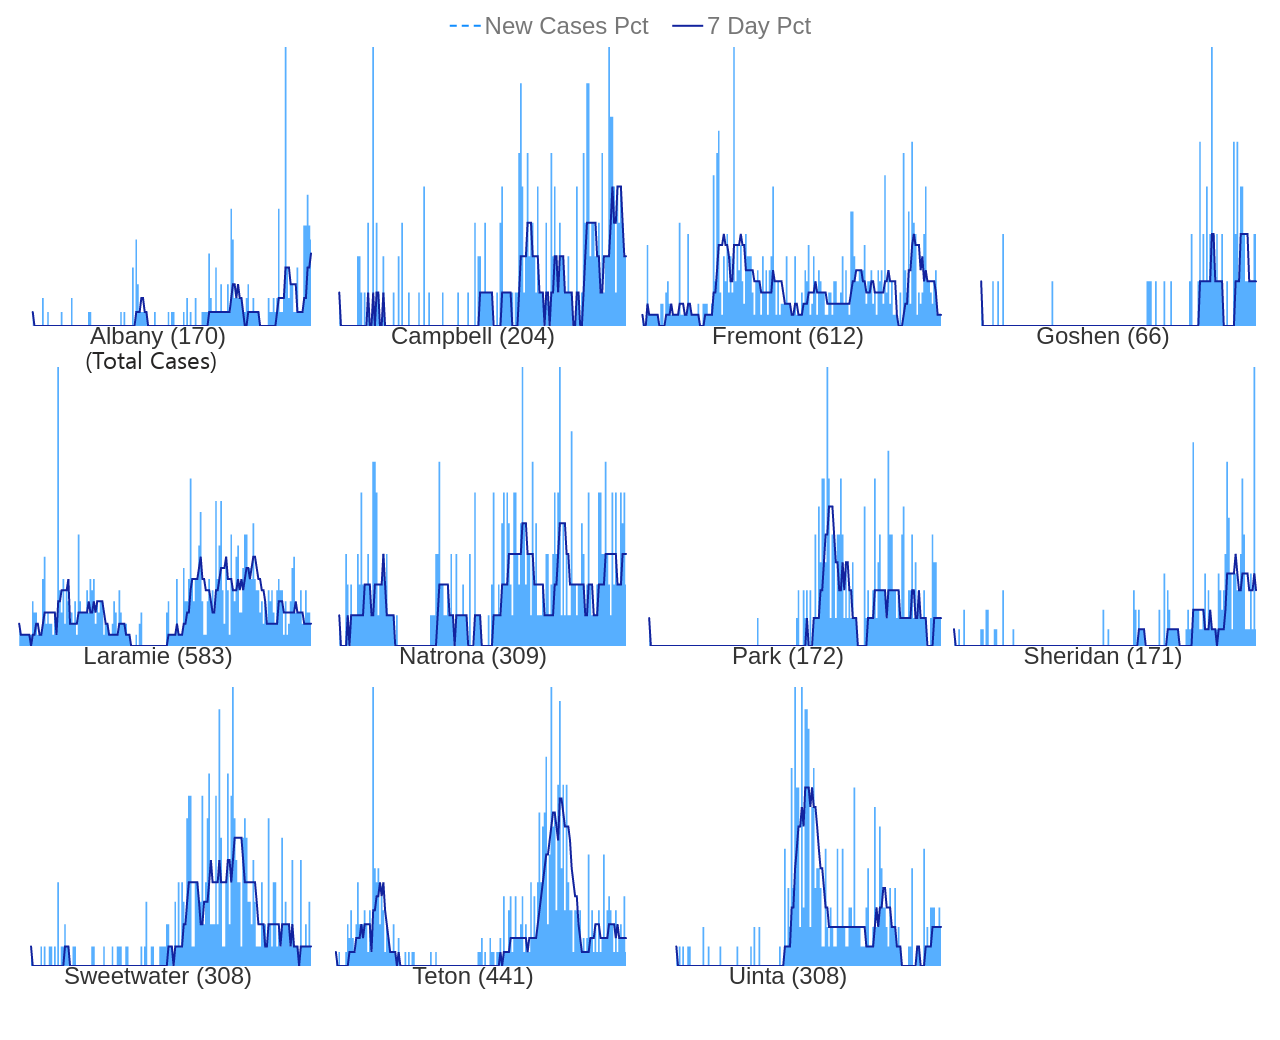 New Cases Pct 7 Day Pct
Albany (170) Campbell (204) Fremont (612) Goshen (66)
(Total Cases)
Laramie (583) Natrona (309) Park (172) Sheridan (171)
Sweetwater (308) Teton (441) Uinta (308)